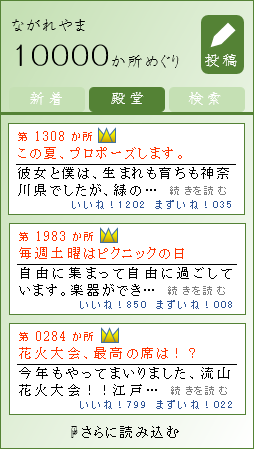 ながれやま
10000か所めぐり
投稿
新着 殿堂 検索
第 1308 か所
この夏、プロポーズします。
彼女と僕は、生まれも育ちも神奈
川県でしたが、緑の… 続きを読む
いいね！1202 まずいね！035
第 1983 か所
毎週土曜はピクニックの日
自由に集まって自由に過ごして
います。楽器ができ… 続きを読む
いいね！850 まずいね！008
第 0284 か所
花火大会、最高の席は！？
今年もやってまいりました、流山
花火大会！！江戸… 続きを読む
いいね！799 まずいね！022
さらに読み込む